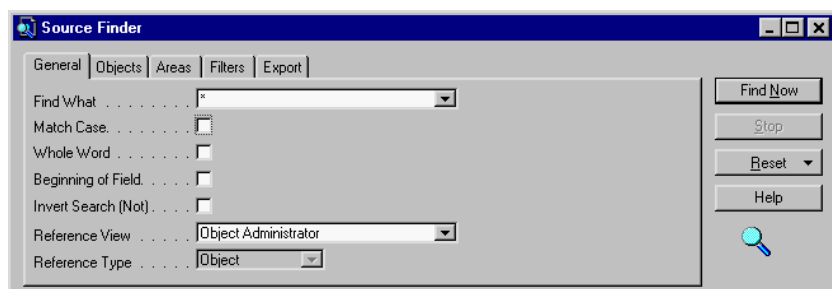 Source Finder
General Objects Areas Filters Export
Find What . . . . . . . . *
Match Case. . . . . . . .
Whole Word . . . . . . .
Beginning of Field. . . . .
Invert Search (Not) . . . .
Reference View . . . . . Object Administrator
Reference Type . . . . . Object
Find Now
Stop
Reset
Help